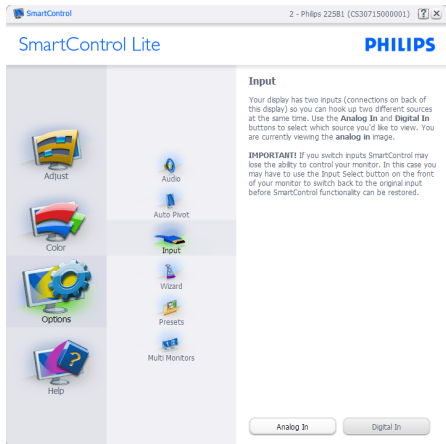 SmartControl
2 - Philips 225B1 (CS30715000001)
SmartControl Lite
PHILIPS
Adjust
Color
Options
Help
Audio
Auto Pivot
Input
Wizard
Presets
Multi Monitors
Input
Your display has two inputs (connections on back of
this display) so you can hook up two different sources
at the same time. Use the Analog In and Digital In
buttons to select which source you'd like to view. You
are currently viewing the analog in image.
IMPORTANT! If you switch inputs SmartControl may
lose the ability to control your monitor. In this case you
may have to use the Input Select button on the front
of your monitor to switch back to the original input
before SmartControl functionality can be restored.
Analog In
Digital In